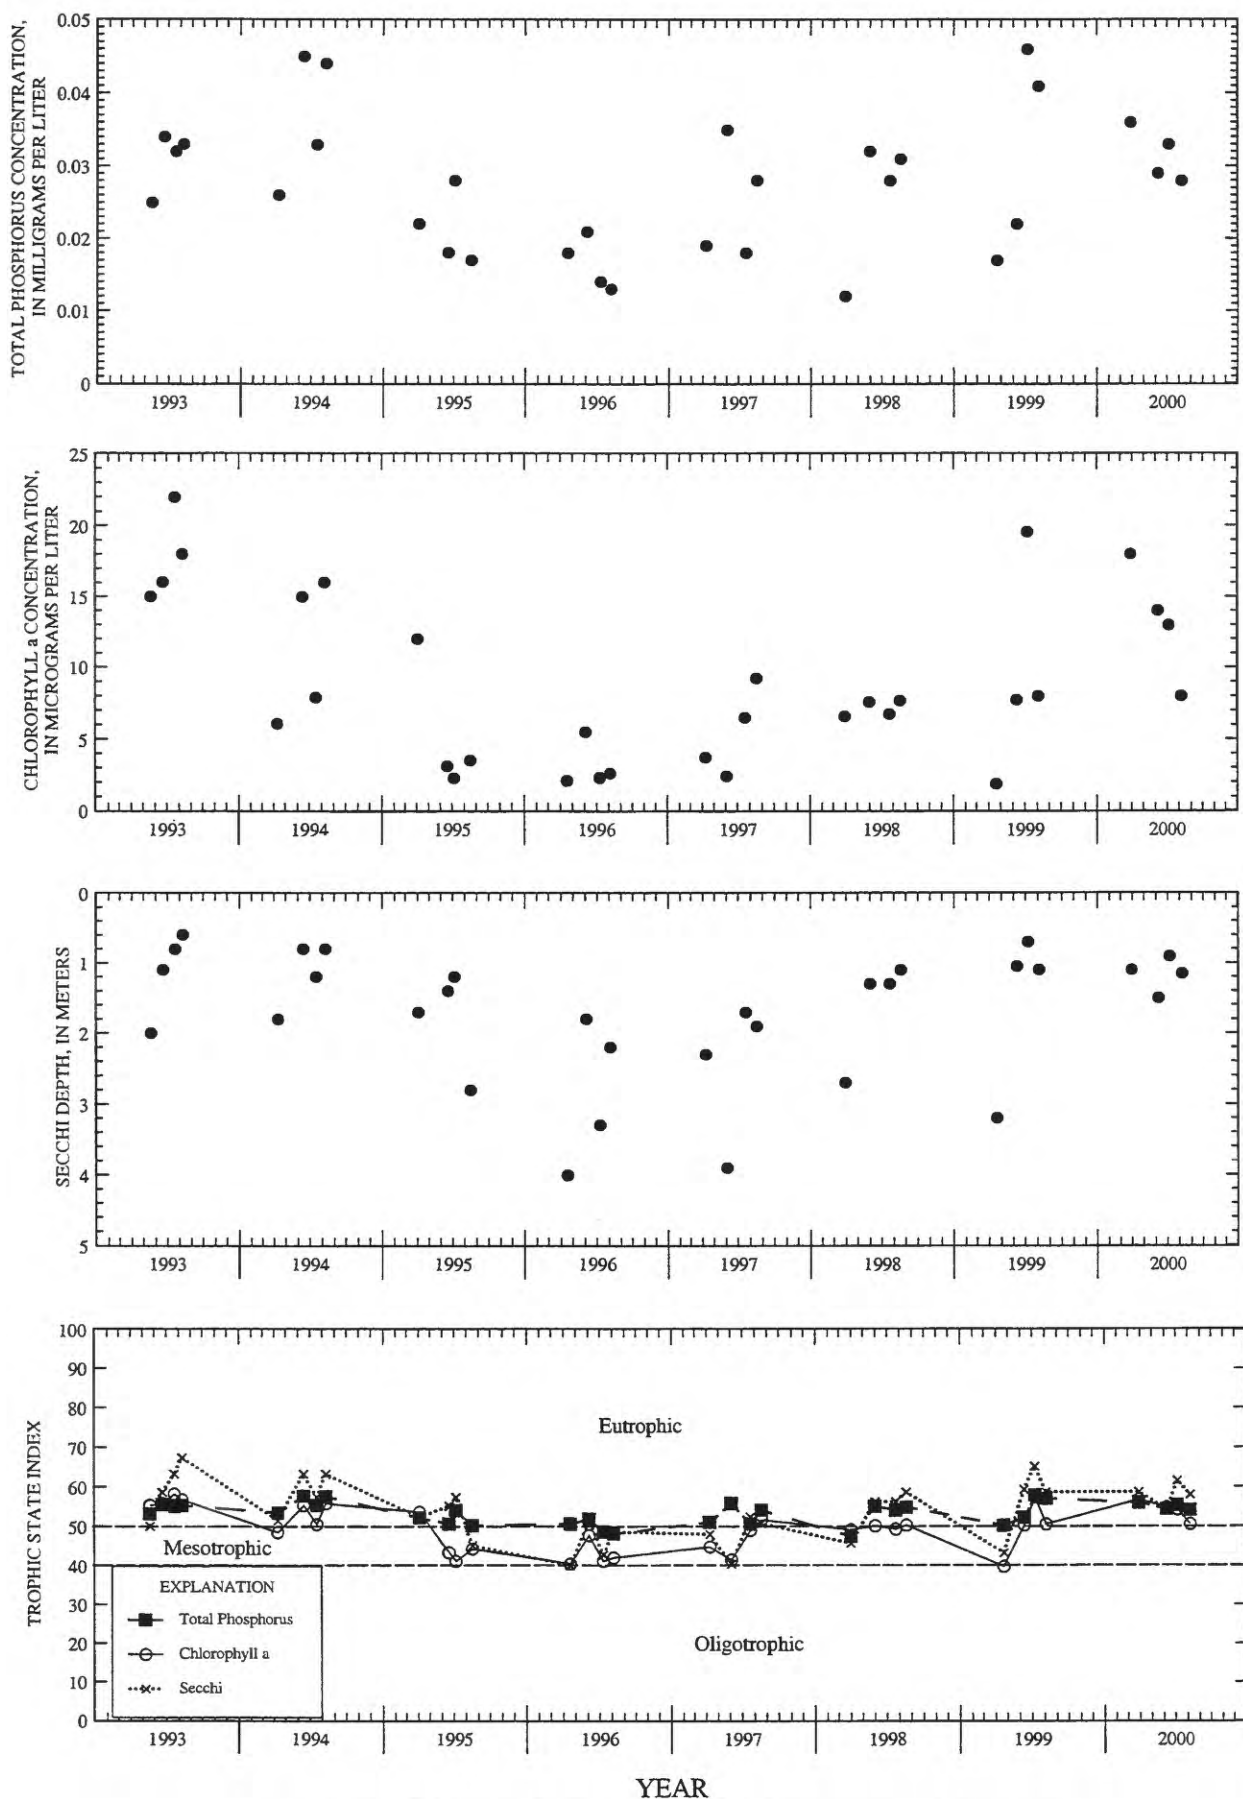 TOTAL PHOSPHORUS CONCENTRATION,
IN MILLIGRAMS PER LITER
0.05
0.04
0.03
0.02
0.01
0
1993 1994 1995 1996 1997 1998 1999 2000
CHLOROPHYLL a CONCENTRATION,
IN MICROGRAMS PER LITER
25
20
15
10
5
0
1993 1994 1995 1996 1997 1998 1999 2000
SECCHI DEPTH, IN METERS
0
1
2
3
4
5
1993 1994 1995 1996 1997 1998 1999 2000
TROPHIC STATE INDEX
100
90
80
70
60
50
40
30
20
10
0
Eutrophic
Mesotrophic
Oligotrophic
EXPLANATION
Total Phosphorus
Chlorophyll a
Secchi
1993 1994 1995 1996 1997 1998 1999 2000
YEAR